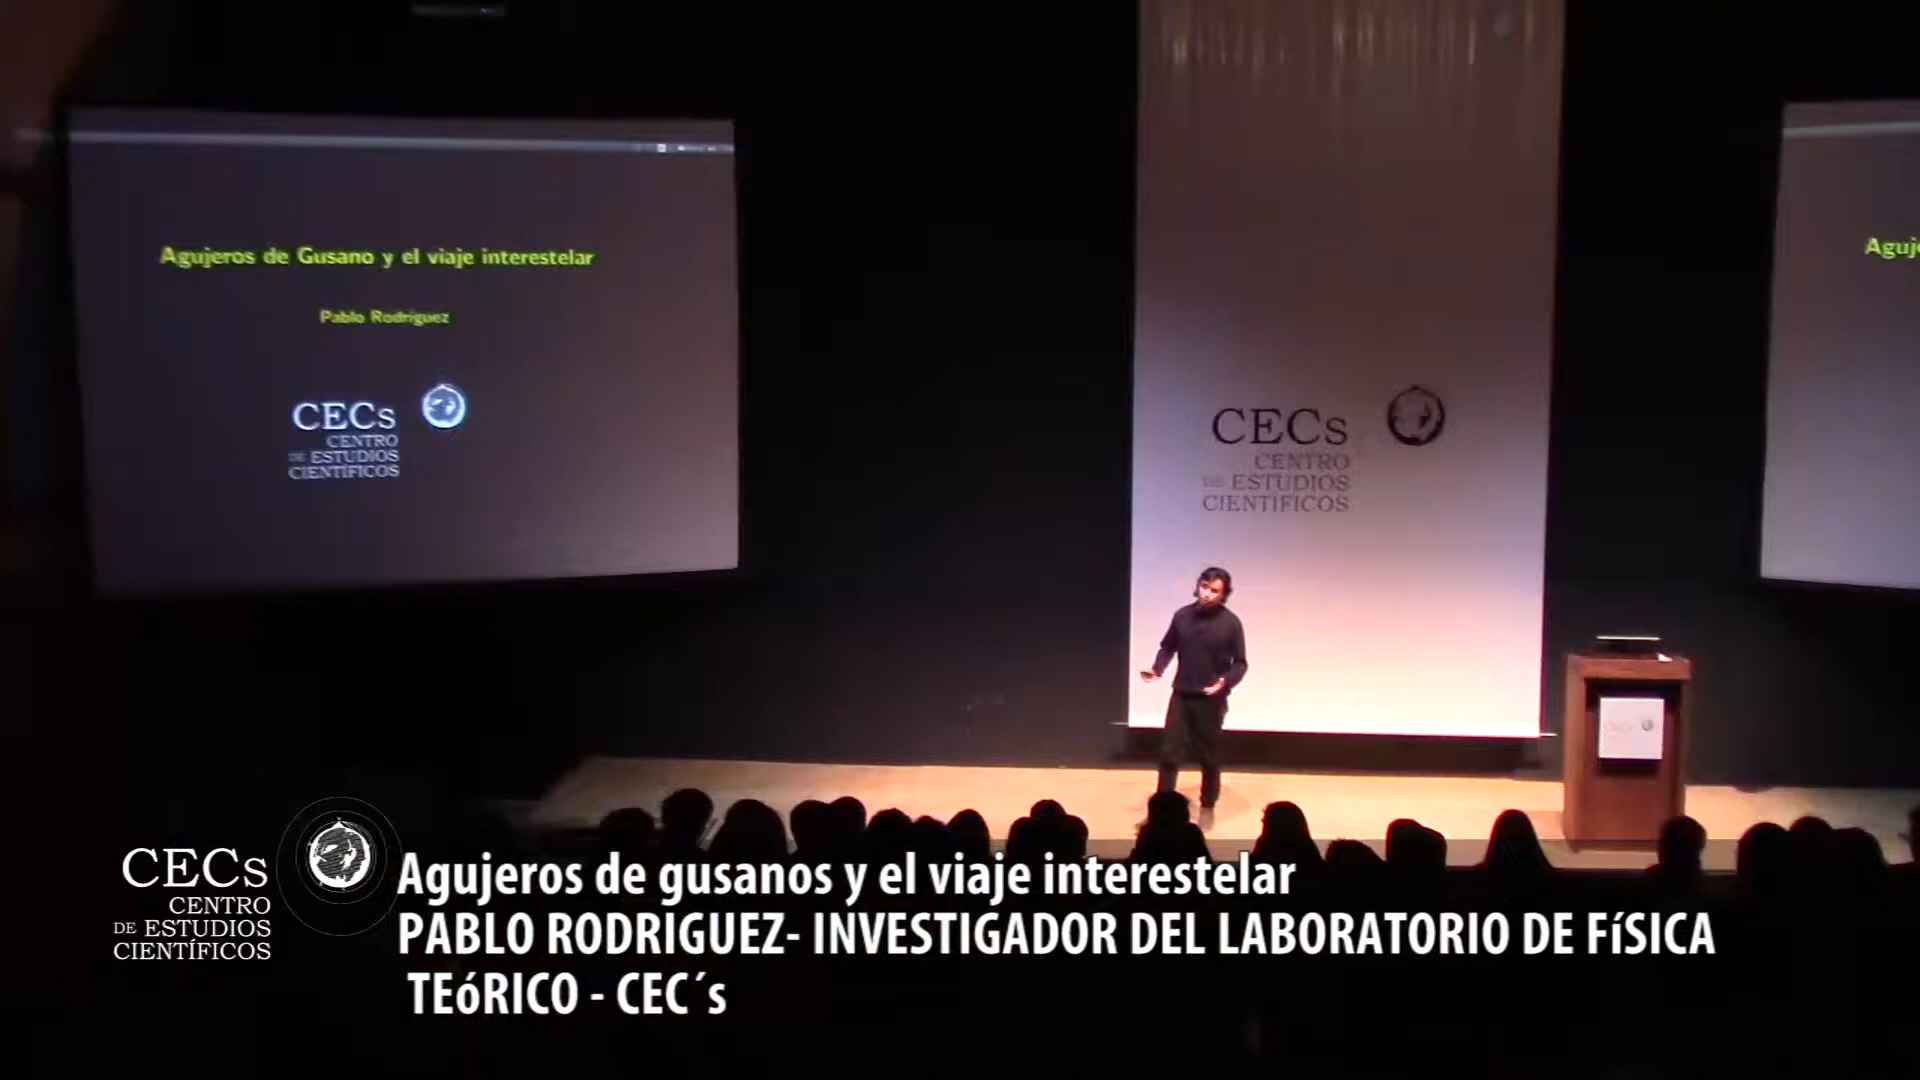 Agujeros de Gusano y el viaje interestelar
Pablo Rodríguez
CECs
CENTRO
DE ESTUDIOS
CIENTÍFICOS
CECs
CENTRO
DE ESTUDIOS
CIENTÍFICOS
Aguj
CECs
CENTRO
DE ESTUDIOS
CIENTÍFICOS
Agujeros de gusanos y el viaje interestelar
PABLO RODRIGUEZ- INVESTIGADOR DEL LABORATORIO DE FíSICA
TEóRICO - CEC´s